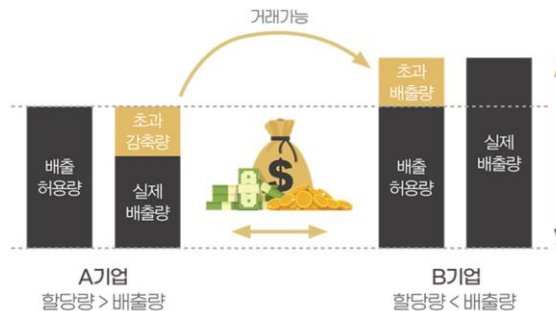 거래가능
배출
허용량
초과
감축량
실제
배출량
$
초과
배출량
배출
허용량
실제
배출량
A기업
할당량 > 배출량
B기업
할당량 < 배출량